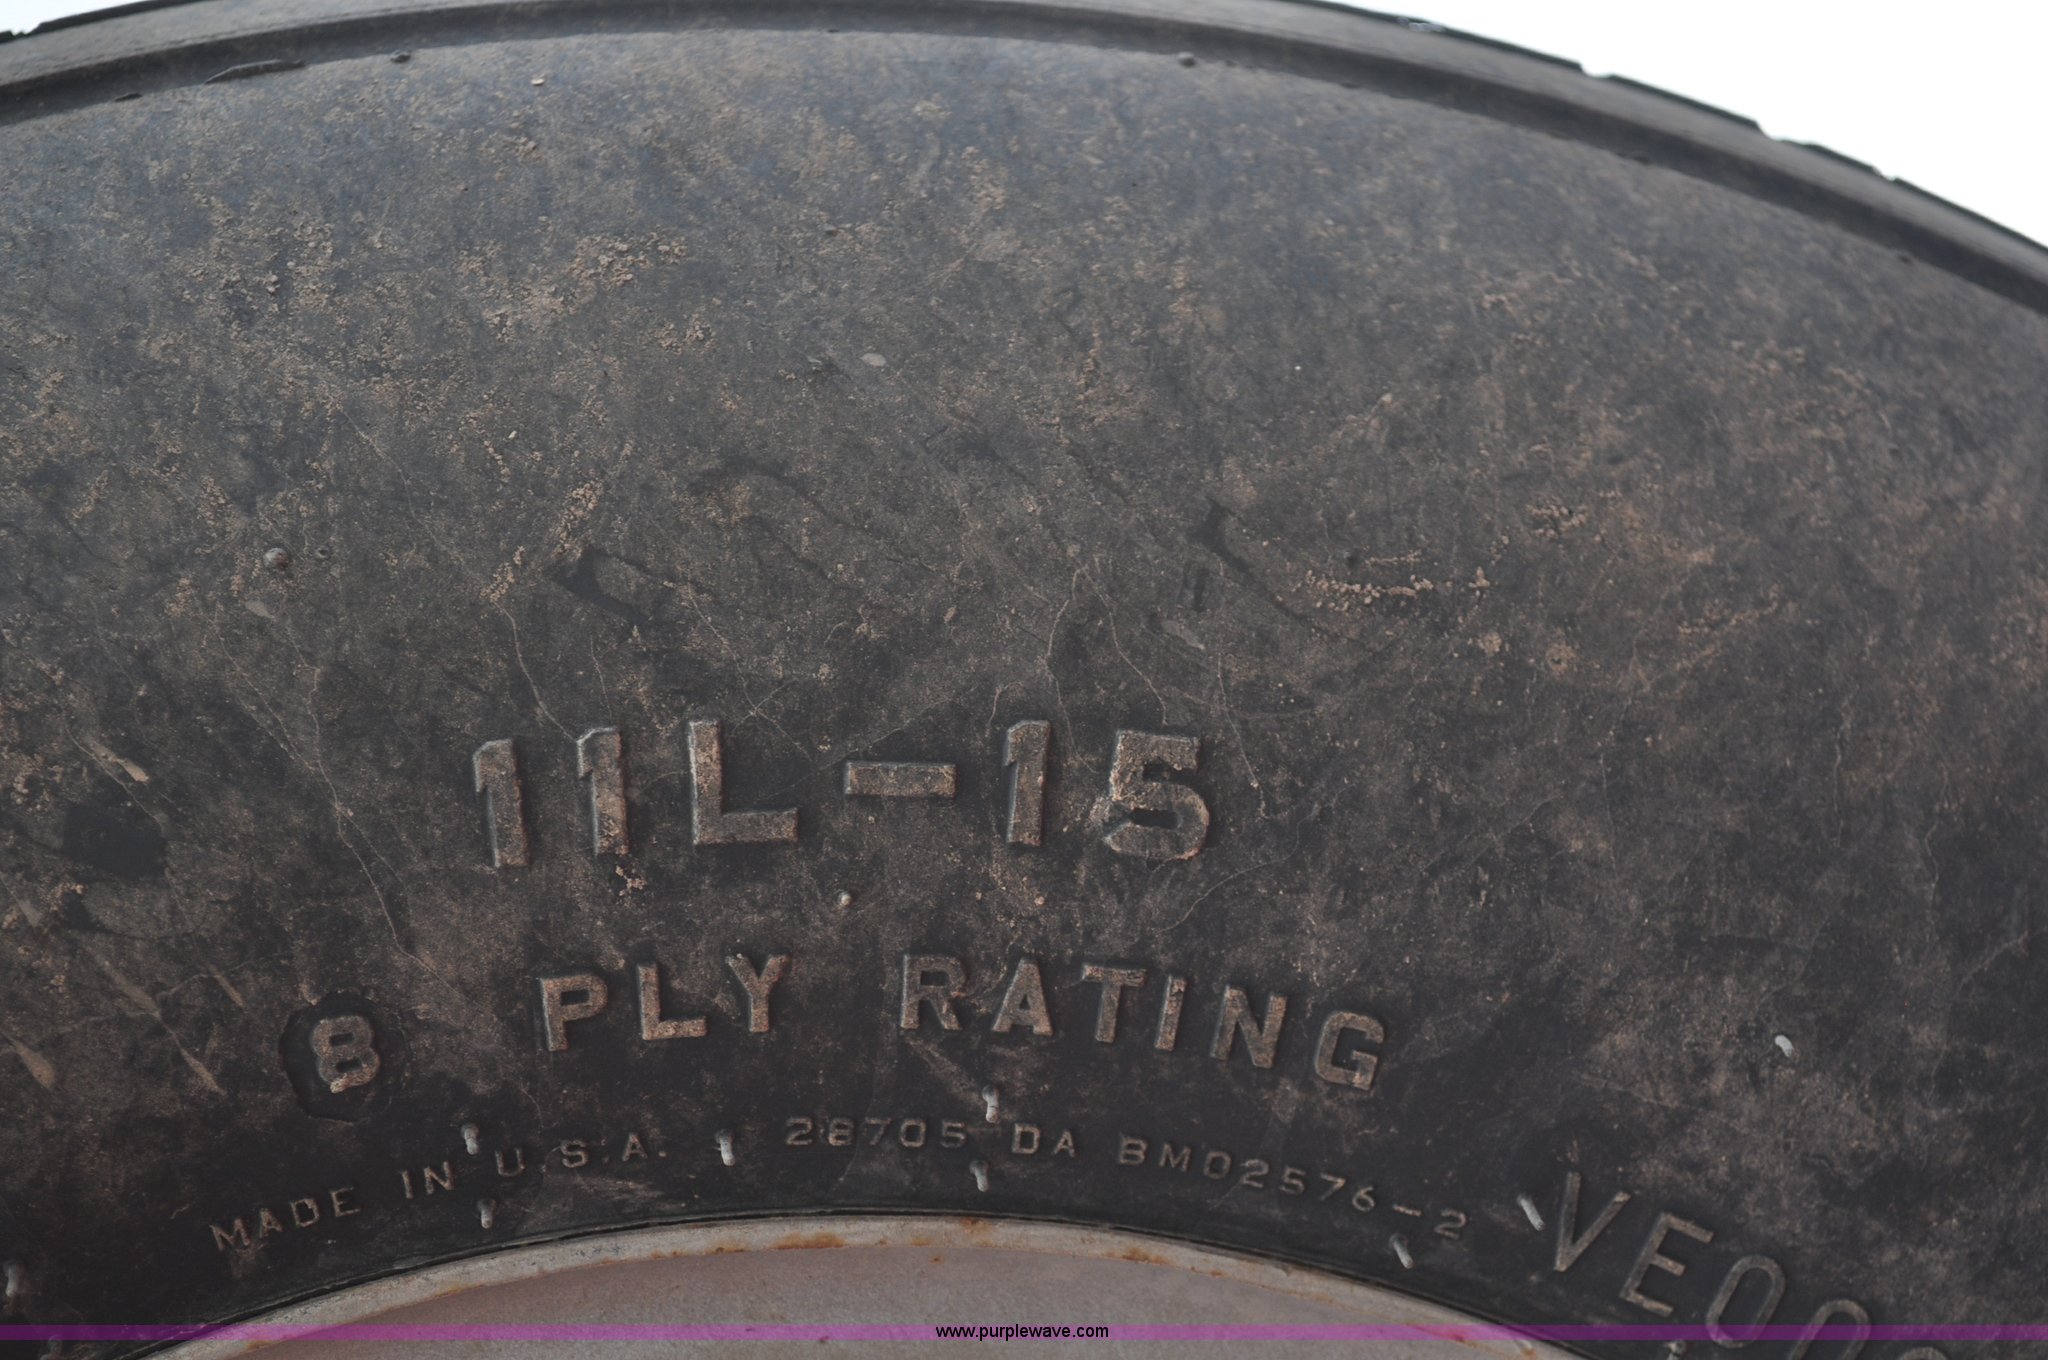 11L-15
8 PLY RATING
MADE IN U.S.A. 28705 DA BM02576-2
www.purplewave.com